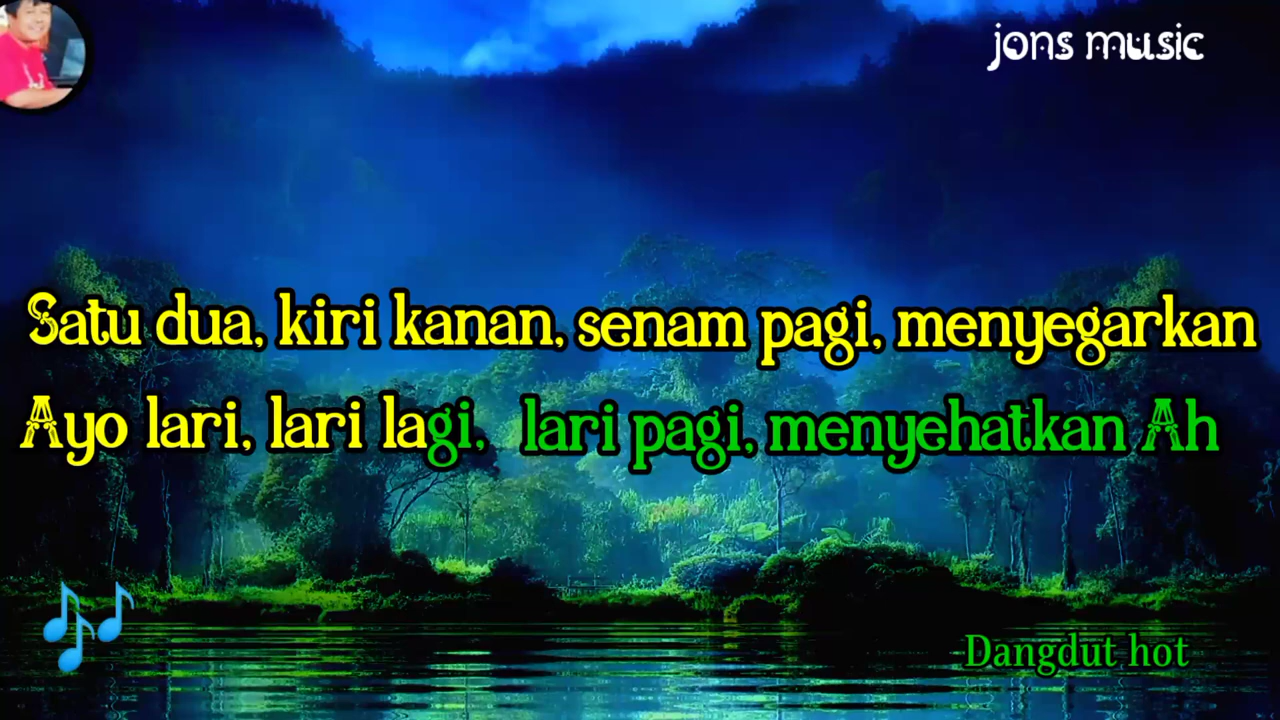 jons music
Satu dua, kiri kanan, senam pagi, menyegarkan
Ayo lari, lari lagi, lari pagi, menyehatkan Ah
Dangdut hot